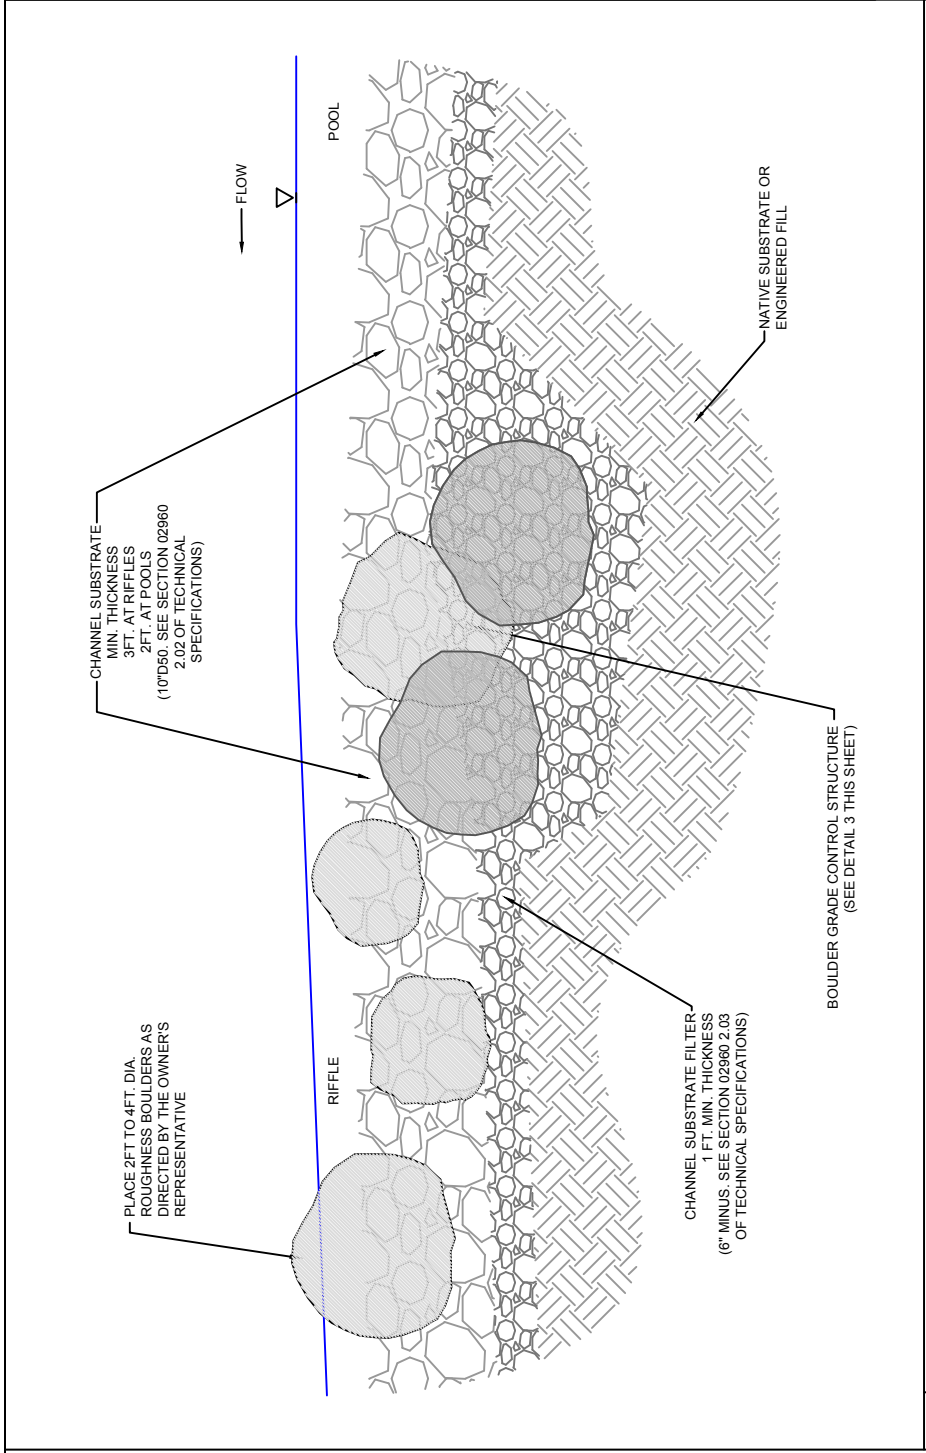 PLACE 2FT TO 4FT. DIA.
ROUGHNESS BOULDERS AS
DIRECTED BY THE OWNER'S
REPRESENTATIVE
CHANNEL SUBSTRATE
MIN. THICKNESS
3FT. AT RIFFLES
2FT. AT POOLS
(10"D50. SEE SECTION 02960
2.02 OF TECHNICAL
SPECIFICATIONS)
FLOW
RIFFLE
POOL
CHANNEL SUBSTRATE FILTER
1 FT. MIN. THICKNESS
(6" MINUS. SEE SECTION 02960 2.03
OF TECHNICAL SPECIFICATIONS)
BOULDER GRADE CONTROL STRUCTURE
(SEE DETAIL 3 THIS SHEET)
NATIVE SUBSTRATE OR
ENGINEERED FILL